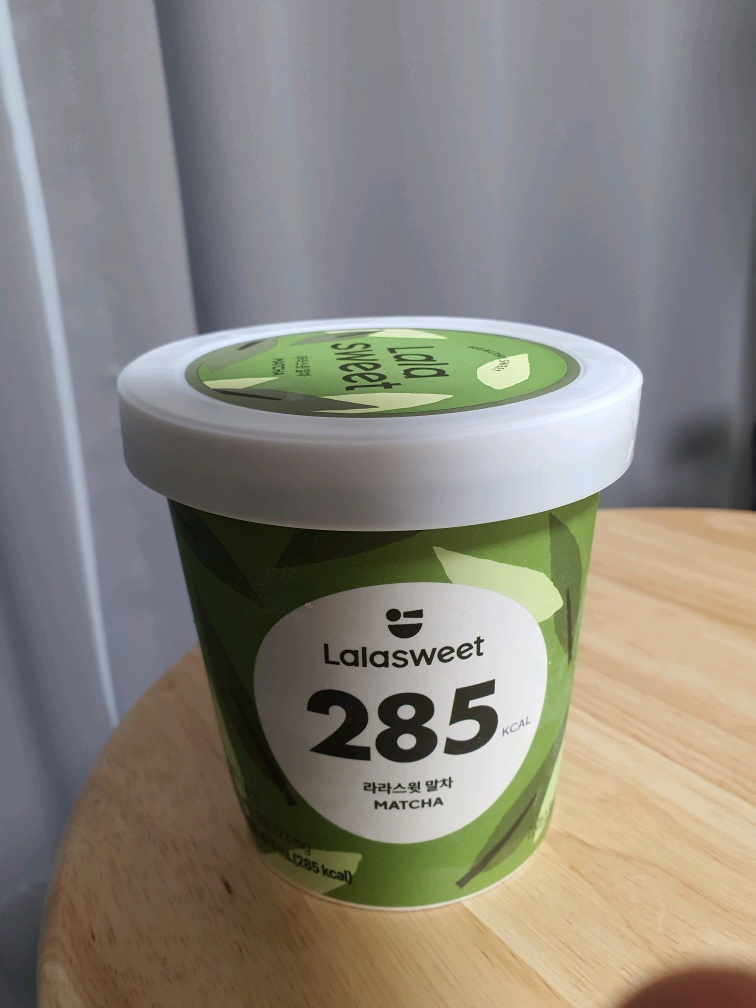 Lala
sweet
MATCHA
Lalasweet
285 KCAL
라라스윗 말차
MATCHA
(285 kcal)